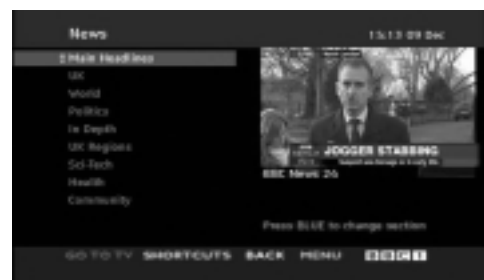 News 15:13 09 Dec
Main Headlines
UK
World
Politics
In Depth
UK Regions
Sci-Tech
Health
Community
JOGGER STABBING
BBC News 24
Press BLUE to change section
GO TO TV SHORTCUTS BACK MENU BBCi